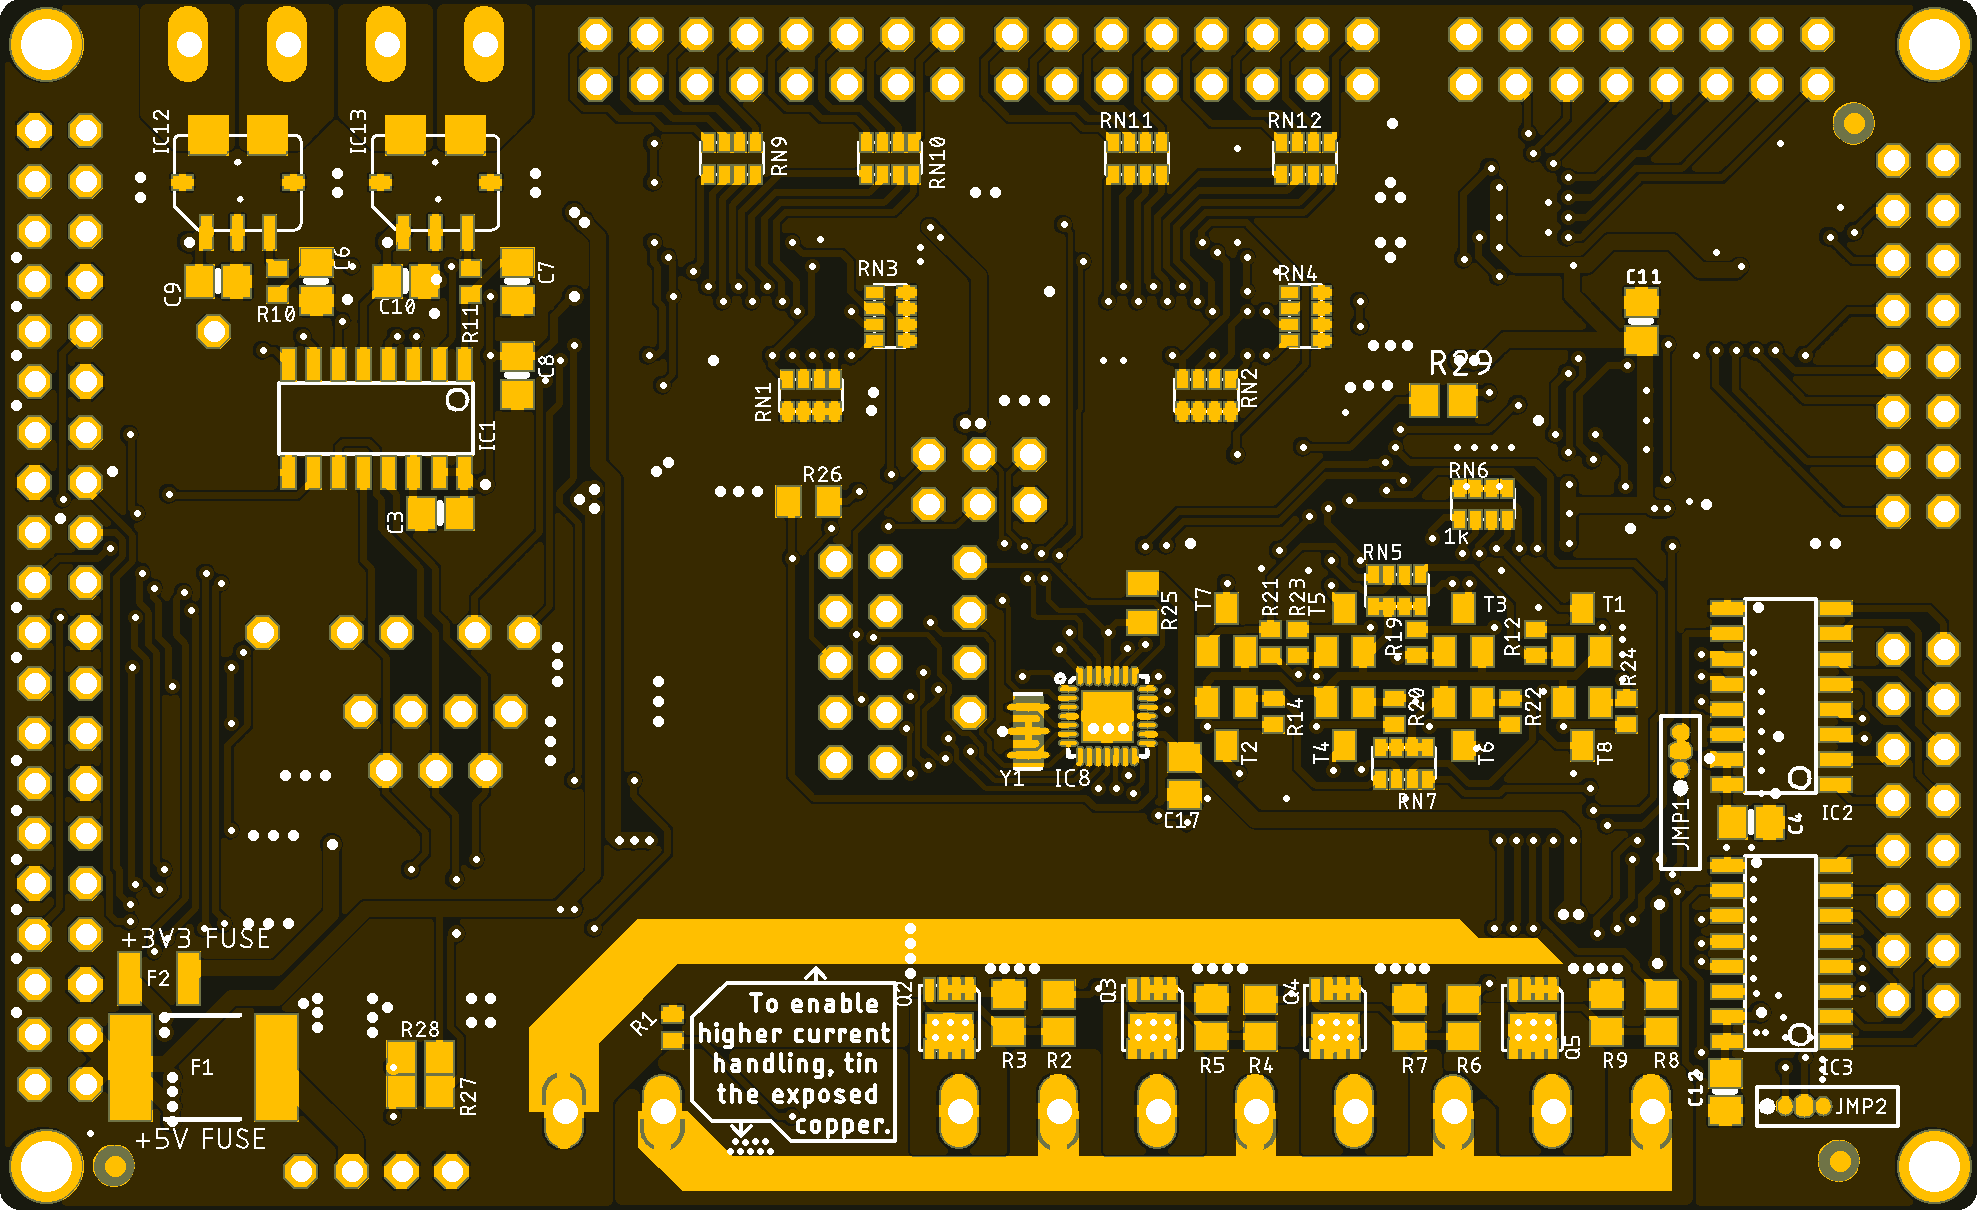 IC12
IC13
RN9
RN10
RN11
RN12
C9
R10
C6
C10
R11
C7
C8
RN3
RN4
C11
R29
RN1
RN2
IC1
C3
R26
RN6
1k
RN5
R25
T7
R21
R23
T5
R19
T3
R12
T1
R24
Y1
IC8
C17
T2
R14
T4
R20
RN7
T6
R22
T8
JMP1
IC2
C4
+3V3 FUSE
F2
F1
+5V FUSE
R28
R27
R1
To enable
higher current
handling, tin
the exposed
copper.
Q2
R3
R2
Q3
R5
R4
Q4
R7
R6
Q5
R9
R8
C12
IC3
JMP2